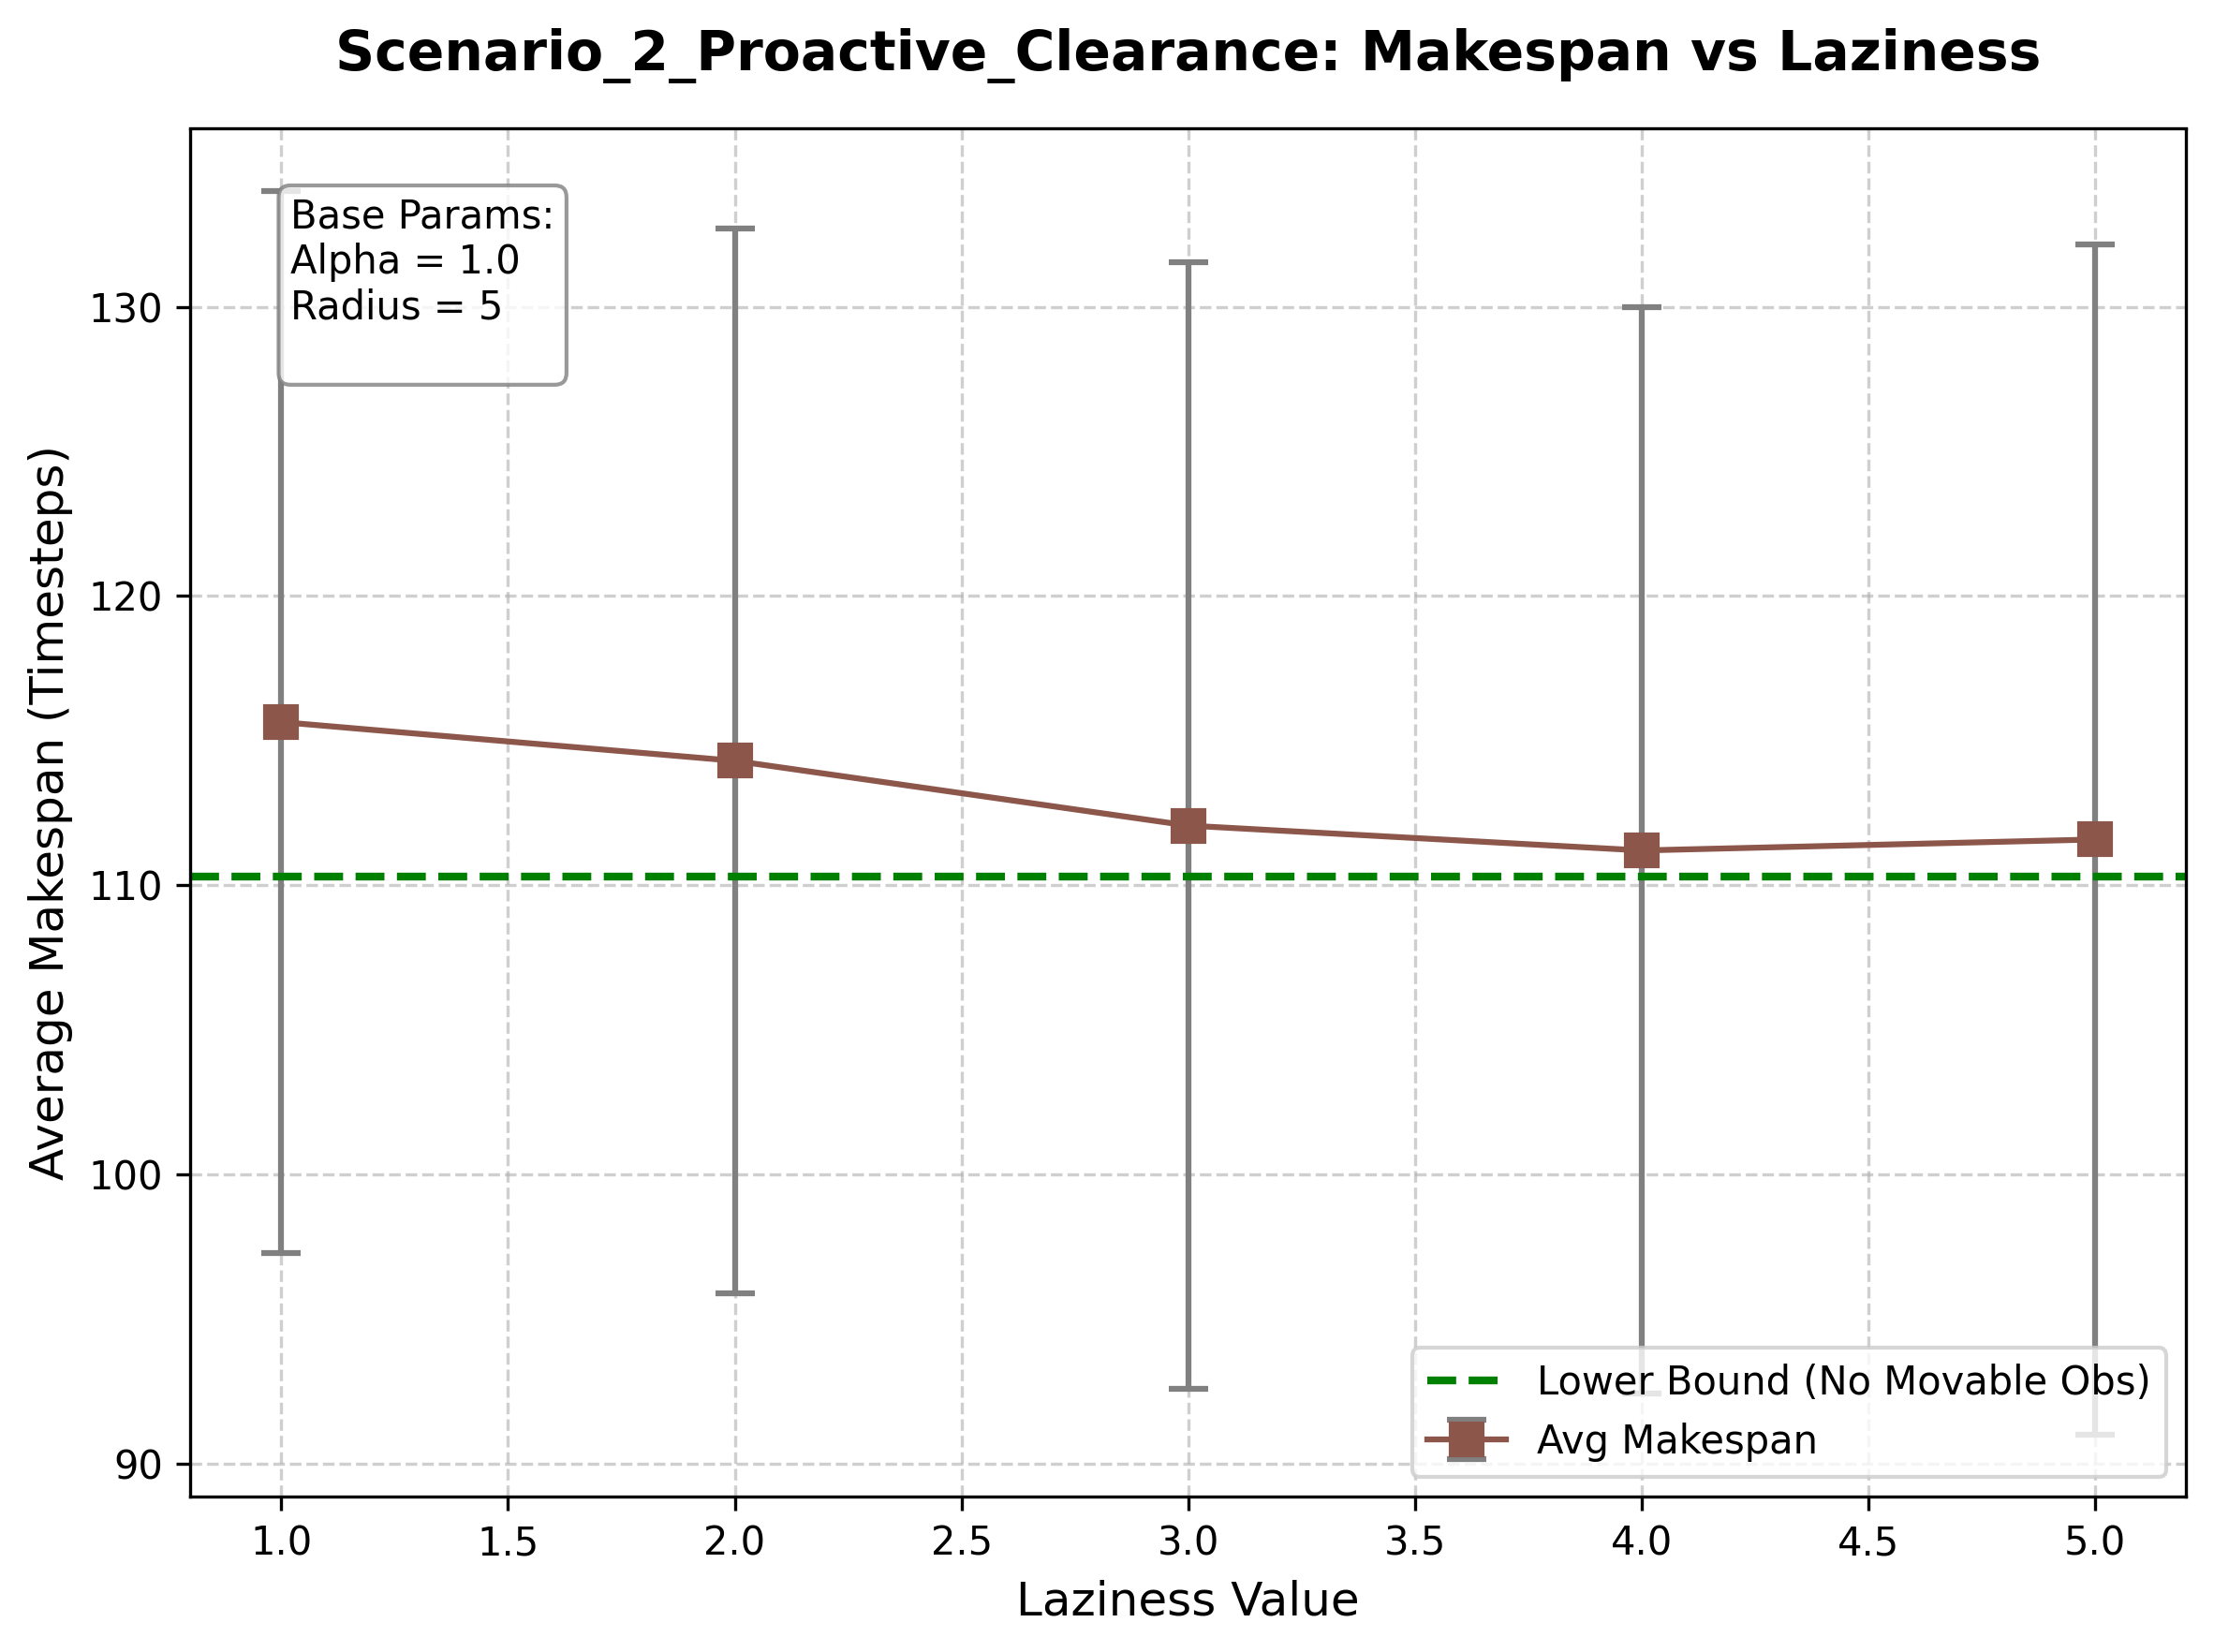 Scenario_2_Proactive_Clearance: Makespan vs Laziness
Base Params:
Alpha = 1.0
Radius = 5
Average Makespan (Timesteps)
130
120
110
100
90
Lower Bound (No Movable Obs)
Avg Makespan
1.0 1.5 2.0 2.5 3.0 3.5 4.0 4.5 5.0
Laziness Value